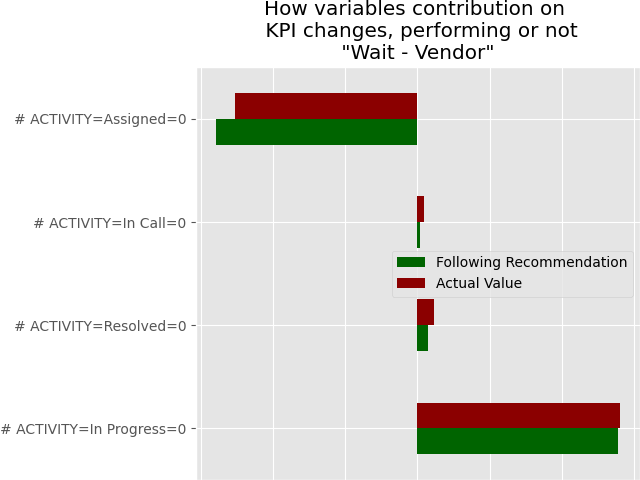 How variables contribution on
KPI changes, performing or not
"Wait - Vendor"
# ACTIVITY=Assigned=0
# ACTIVITY=In Call=0
Following Recommendation
Actual Value
# ACTIVITY=Resolved=0
# ACTIVITY=In Progress=0